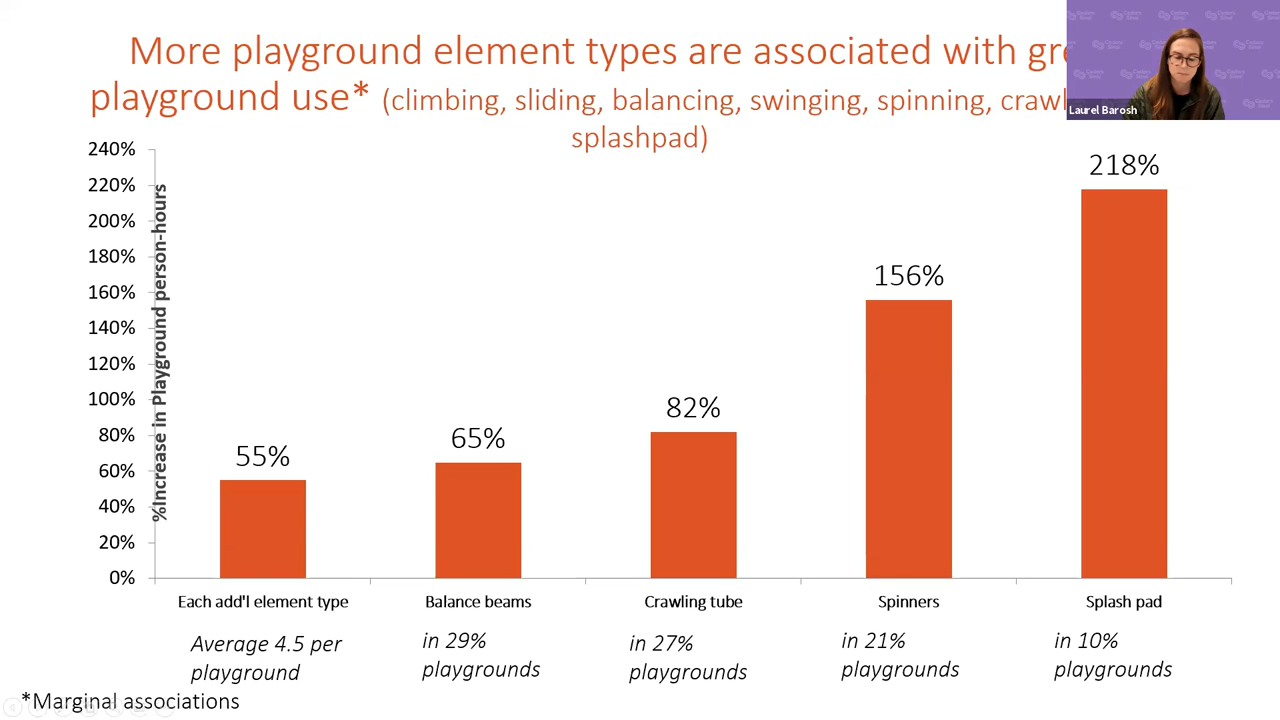 More playground element types are associated with
playground use* (climbing, sliding, balancing, swinging, spinning,
splashpad)
Laurel Barosh
240%
220%
200%
180%
160%
140%
120%
100%
80%
60%
40%
20%
0%
%Increase in Playground person-hours
55%
65%
82%
156%
218%
Each add'l element type
Balance beams
Crawling tube
Spinners
Splash pad
Average 4.5 per
playground
in 29%
playgrounds
in 27%
playgrounds
in 21%
playgrounds
in 10%
playgrounds
*Marginal associations